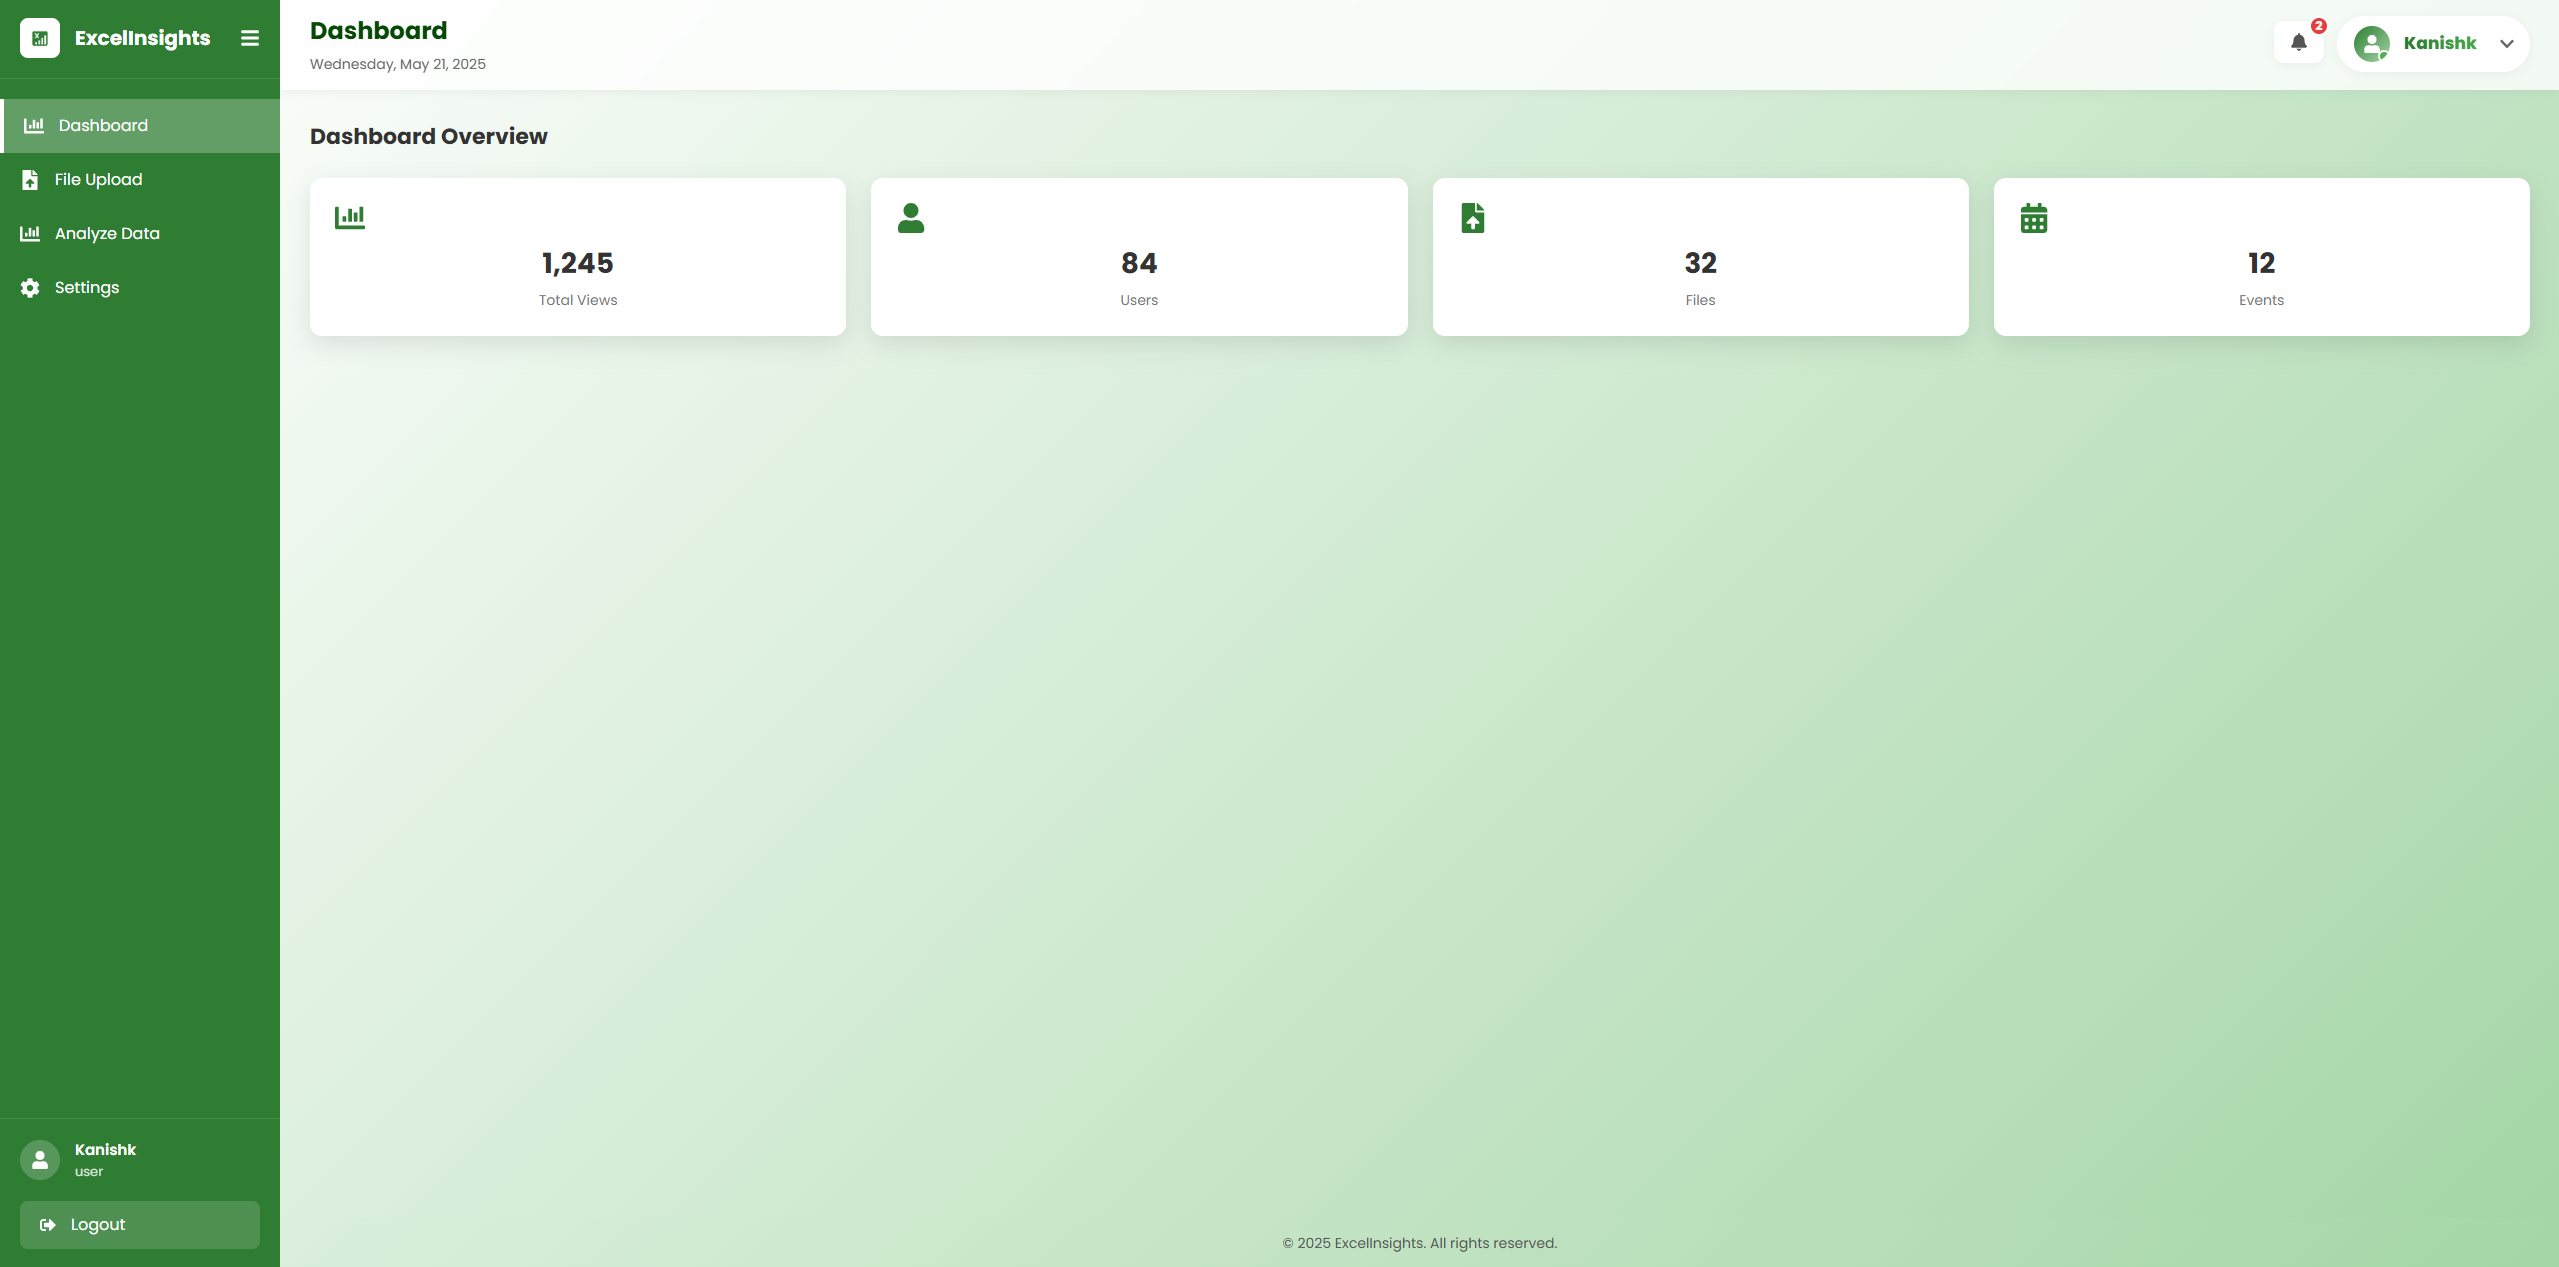 ExcelInsights
Dashboard
File Upload
Analyze Data
Settings
Kanishk
user
Logout
Dashboard
Wednesday, May 21, 2025
2
Kanishk
Dashboard Overview
1,245
Total Views
84
Users
32
Files
12
Events
© 2025 ExcelInsights. All rights reserved.